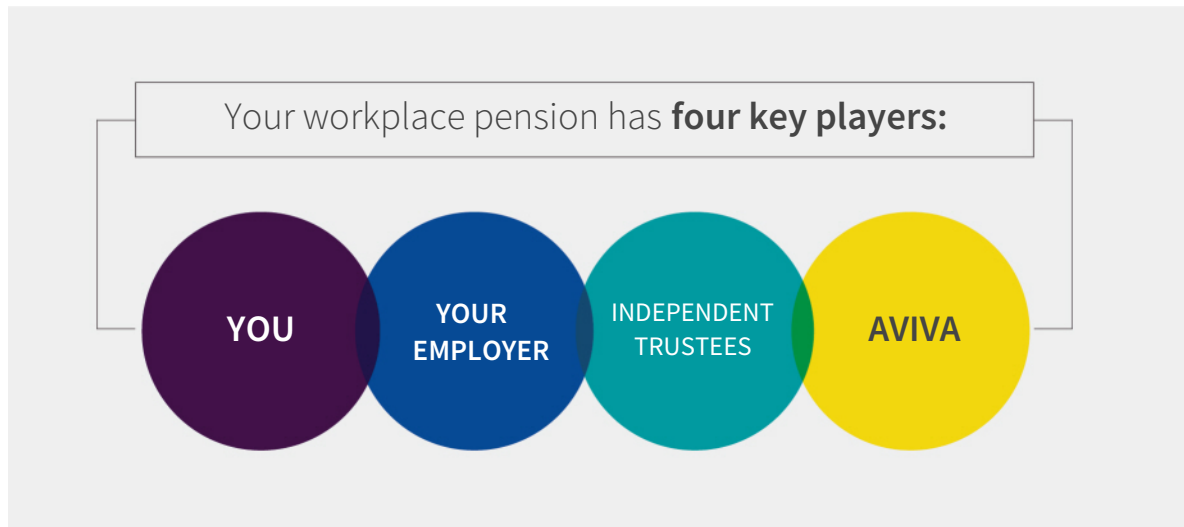 Your workplace pension has four key players:
YOU
YOUR
EMPLOYER
INDEPENDENT
TRUSTEES
AVIVA